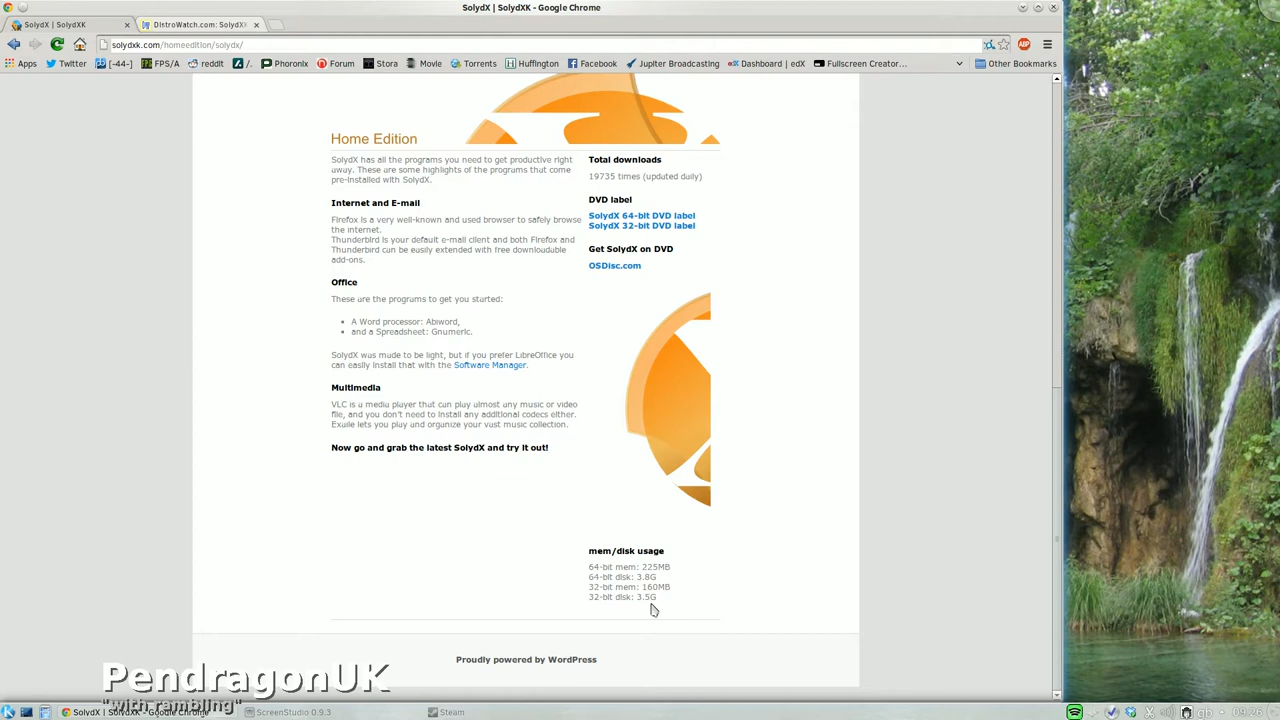 SolydX | SolydXK - Google Chrome
SolydX | SolydXK
DistroWatch.com: SolydXK
solydxk.com/homeedition/solydx/
Apps
Twitter
[-44-]
FPS/A
reddit
/.
Phoronix
Forum
Stora
Movie
Torrents
Huffington
Facebook
Jupiter Broadcasting
Dashboard | edX
Fullscreen Creator...
Other Bookmarks
Home Edition
SolydX has all the programs you need to get productive right
away. These are some highlights of the programs that come
pre-installed with SolydX.
Internet and E-mail
Firefox is a very well-known and used browser to safely browse
the internet.
Thunderbird is your default e-mail client and both Firefox and
Thunderbird can be easily extended with free downloadable
add-ons.
Office
These are the programs to get you started:
A Word processor: Abiword,
and a Spreadsheet: Gnumeric.
SolydX was made to be light, but if you prefer LibreOffice you
can easily install that with the Software Manager.
Multimedia
VLC is a media player that can play almost any music or video
file, and you don't need to install any additional codecs either.
Exaile lets you play and organize your vast music collection.
Now go and grab the latest SolydX and try it out!
Total downloads
19735 times (updated daily)
DVD label
SolydX 64-bit DVD label
SolydX 32-bit DVD label
Get SolydX on DVD
OSDisc.com
mem/disk usage
64-bit mem: 225MB
64-bit disk: 3.8G
32-bit mem: 160MB
32-bit disk: 3.5G
Proudly powered by WordPress
PendragonUK
"with rambling"
SolydX | SolydXK - Google Chrome
ScreenStudio 0.9.3
Steam
gb
09:26